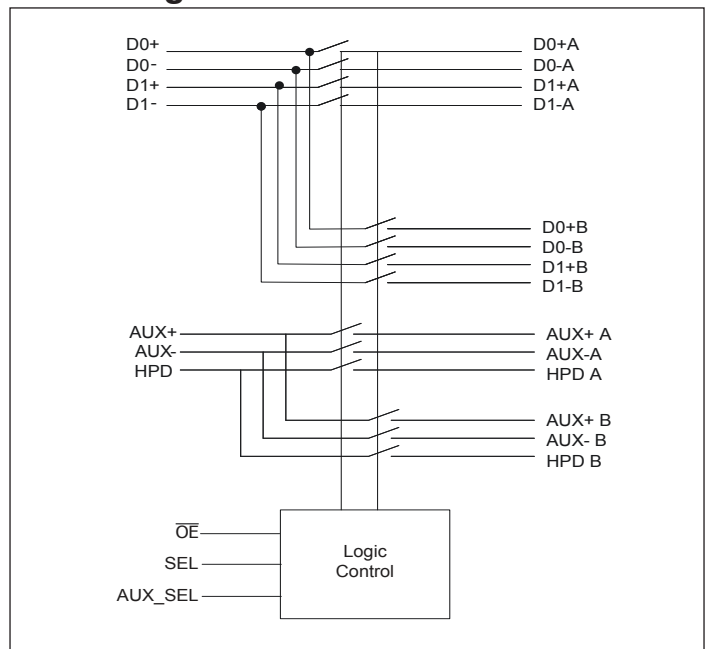 D0+
D0-
D1+
D1-
D0+A
D0-A
D1+A
D1-A
D0+B
D0-B
D1+B
D1-B
AUX+
AUX-
HPD
AUX+ A
AUX-A
HPD A
AUX+ B
AUX- B
HPD B
OE
SEL
AUX_SEL
Logic
Control